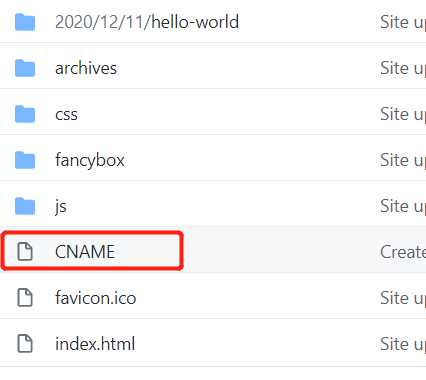 2020/12/11/hello-world Site up
archives Site up
css Site up
fancybox Site up
js Site up
CNAME Create
favicon.ico Site up
index.html Site up